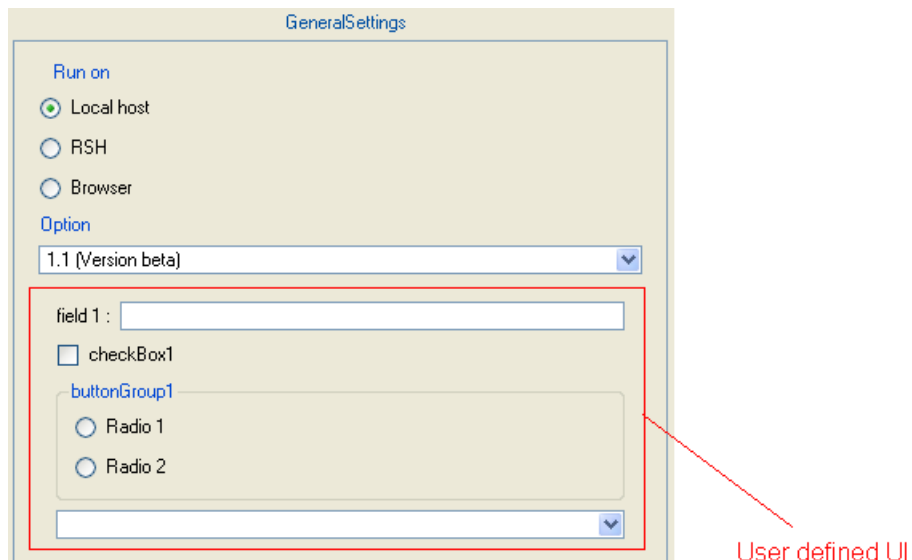 GeneralSettings
Run on
Local host
RSH
Browser
Option
1.1 (Version beta)
field 1 :
checkBox1
buttonGroup1
Radio 1
Radio 2
User defined UI